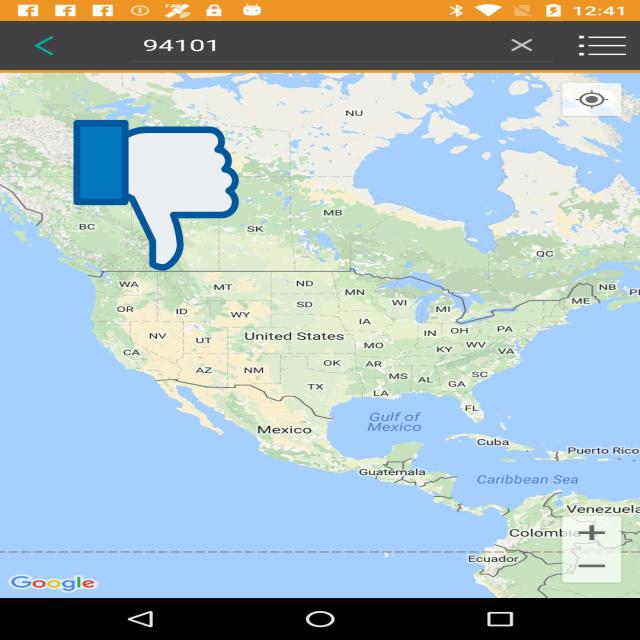 12:41
94101
NU
BC
SK
MB
QC
WA
MT
ND
MN
NB
ME
OR
ID
WY
SD
WI
MI
NV
UT
United States
IA
IN
OH
PA
CA
MO
KY
WV
VA
AZ
NM
OK
AR
TX
MS
AL
GA
SC
LA
FL
Gulf of
Mexico
Mexico
Cuba
Puerto Rico
Guatemala
Caribbean Sea
Venezuela
Colombia
Ecuador
Google